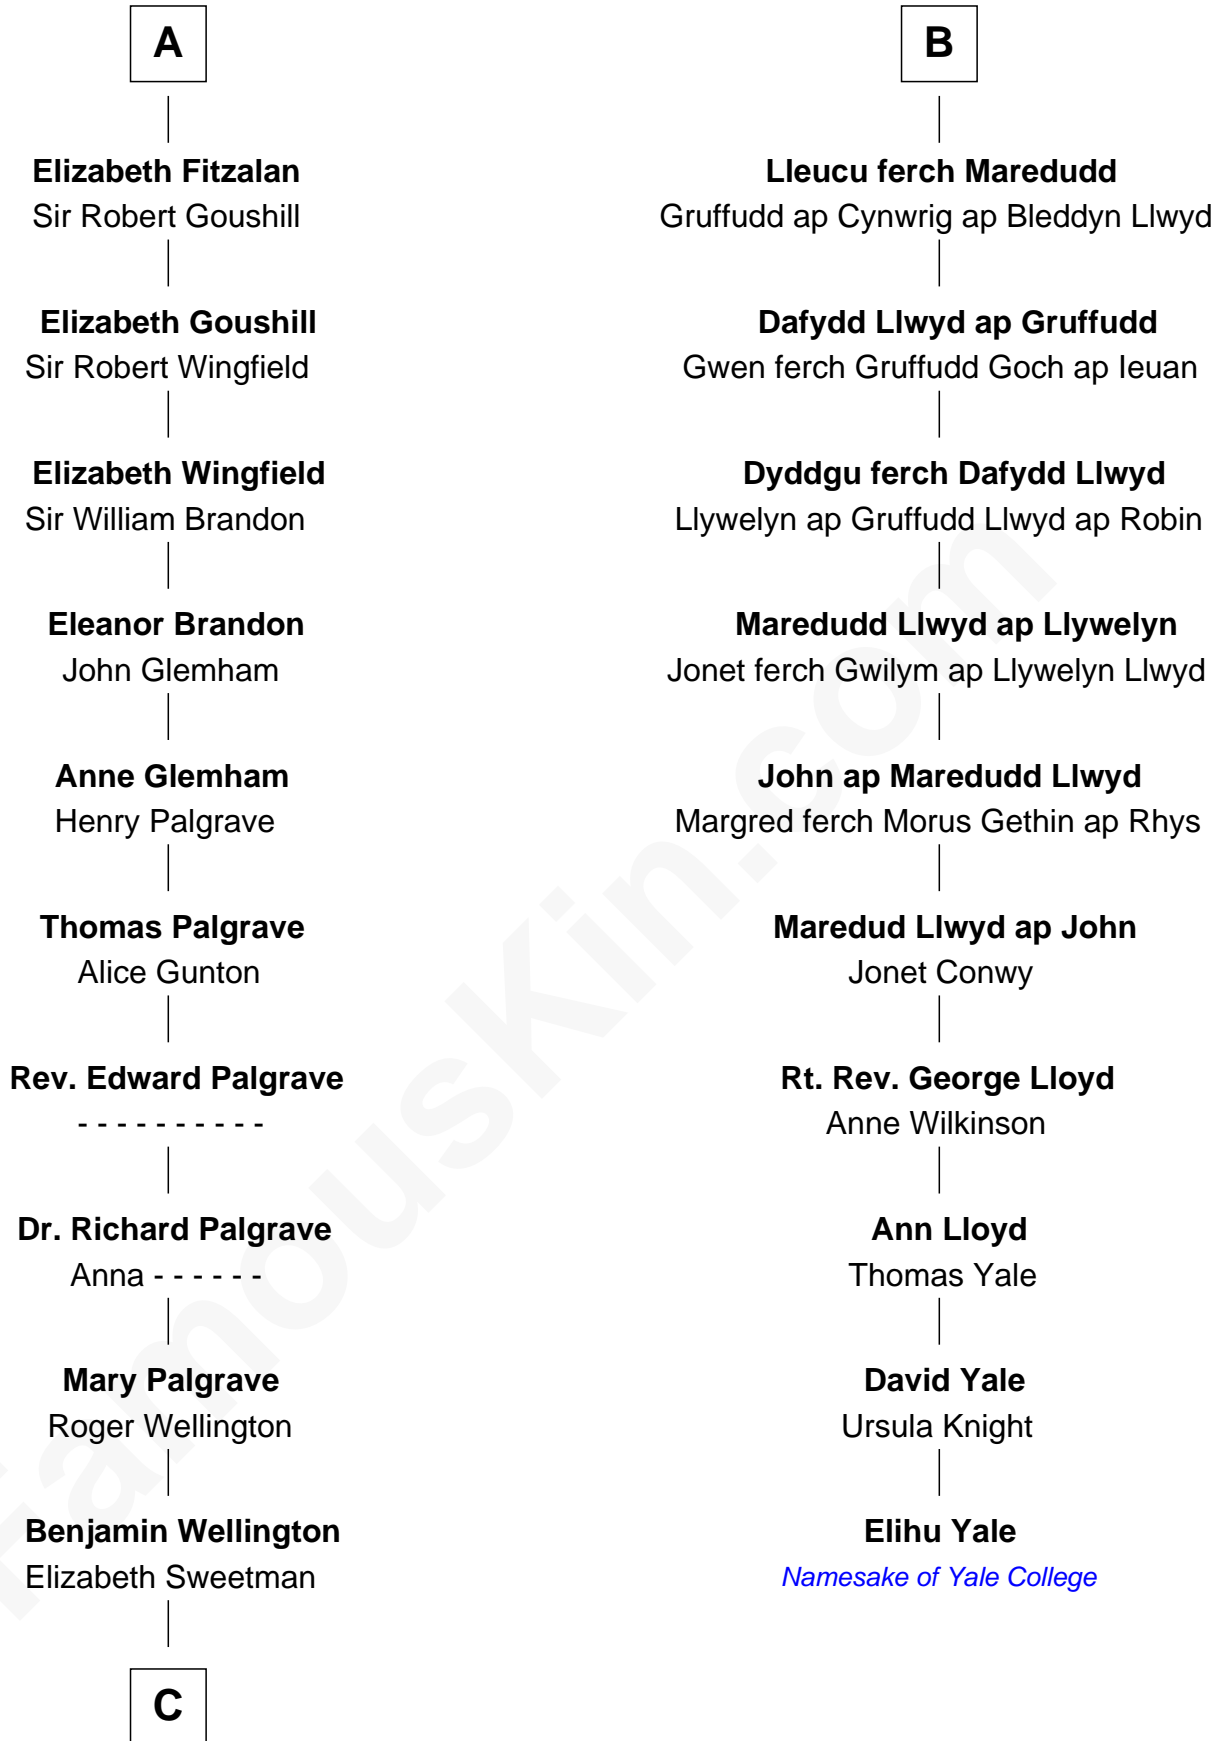 A
Elizabeth Fitzalan
Sir Robert Goushill
Elizabeth Goushill
Sir Robert Wingfield
Elizabeth Wingfield
Sir William Brandon
Eleanor Brandon
John Glemham
Anne Glemham
Henry Palgrave
Thomas Palgrave
Alice Gunton
Rev. Edward Palgrave
- - - - - - - - - -
Dr. Richard Palgrave
Anna - - - - - -
Mary Palgrave
Roger Wellington
Benjamin Wellington
Elizabeth Sweetman
C
B
Lleucu ferch Maredudd
Gruffudd ap Cynwrig ap Bleddyn Llwyd
Dafydd Llwyd ap Gruffudd
Gwen ferch Gruffudd Goch ap Ieuan
Dyddgu ferch Dafydd Llwyd
Llywelyn ap Gruffudd Llwyd ap Robin
Maredudd Llwyd ap Llywelyn
Jonet ferch Gwilym ap Llywelyn Llwyd
John ap Maredudd Llwyd
Margred ferch Morus Gethin ap Rhys
Maredud Llwyd ap John
Jonet Conwy
Rt. Rev. George Lloyd
Anne Wilkinson
Ann Lloyd
Thomas Yale
David Yale
Ursula Knight
Elihu Yale
Namesake of Yale College
FamousKin.com